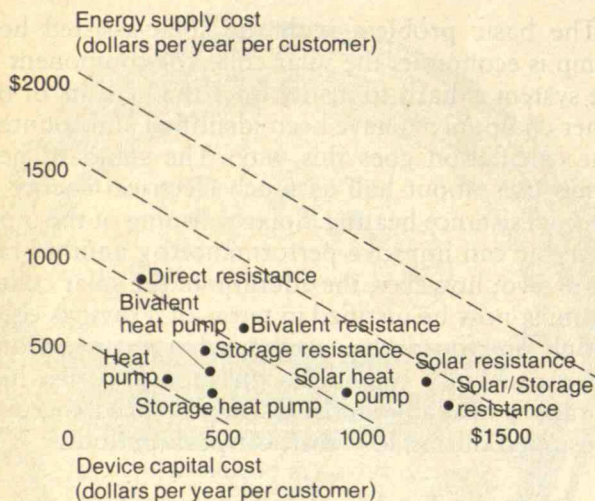 Energy supply cost
(dollars per year per customer)
$2000
1500
1000
Direct resistance
Bivalent
heat pump
Bivalent resistance
500
Storage resistance
Heat
pump
Solar heat
pump
Solar resistance
Solar/Storage
resistance
Storage heat pump
0
500
1000
$1500
Device capital cost
(dollars per year per customer)